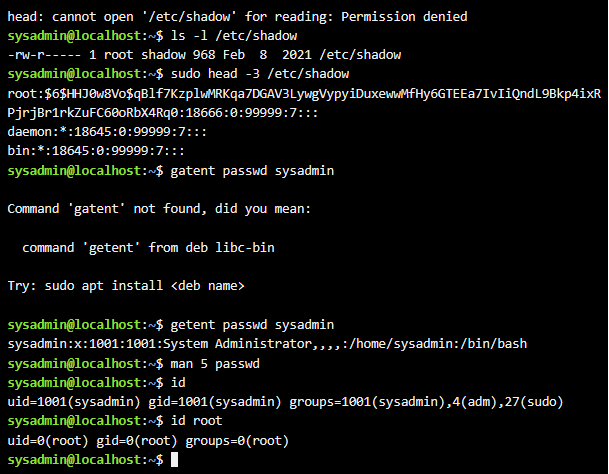 head: cannot open '/etc/shadow' for reading: Permission denied
sysadmin@localhost:~$ ls -l /etc/shadow
-rw-r----- 1 root shadow 968 Feb  8  2021 /etc/shadow
sysadmin@localhost:~$ sudo head -3 /etc/shadow
root:$6$HHJ0w8Vo$qBlf7KzplwMRKqa7DGAV3LywgVypyiDuxewwMfHy6GTEEa7IvIiQndL9Bkp4ixR
PjrjBr1rkZuFC60oRbX4Rq0:18666:0:99999:7:::
daemon:*:18645:0:99999:7:::
bin:*:18645:0:99999:7:::
sysadmin@localhost:~$ gatent passwd sysadmin
Command 'gatent' not found, did you mean:
  command 'getent' from deb libc-bin
Try: sudo apt install <deb name>
sysadmin@localhost:~$ getent passwd sysadmin
sysadmin:x:1001:1001:System Administrator,,,,:/home/sysadmin:/bin/bash
sysadmin@localhost:~$ man 5 passwd
sysadmin@localhost:~$ id
uid=1001(sysadmin) gid=1001(sysadmin) groups=1001(sysadmin),4(adm),27(sudo)
sysadmin@localhost:~$ id root
uid=0(root) gid=0(root) groups=0(root)
sysadmin@localhost:~$